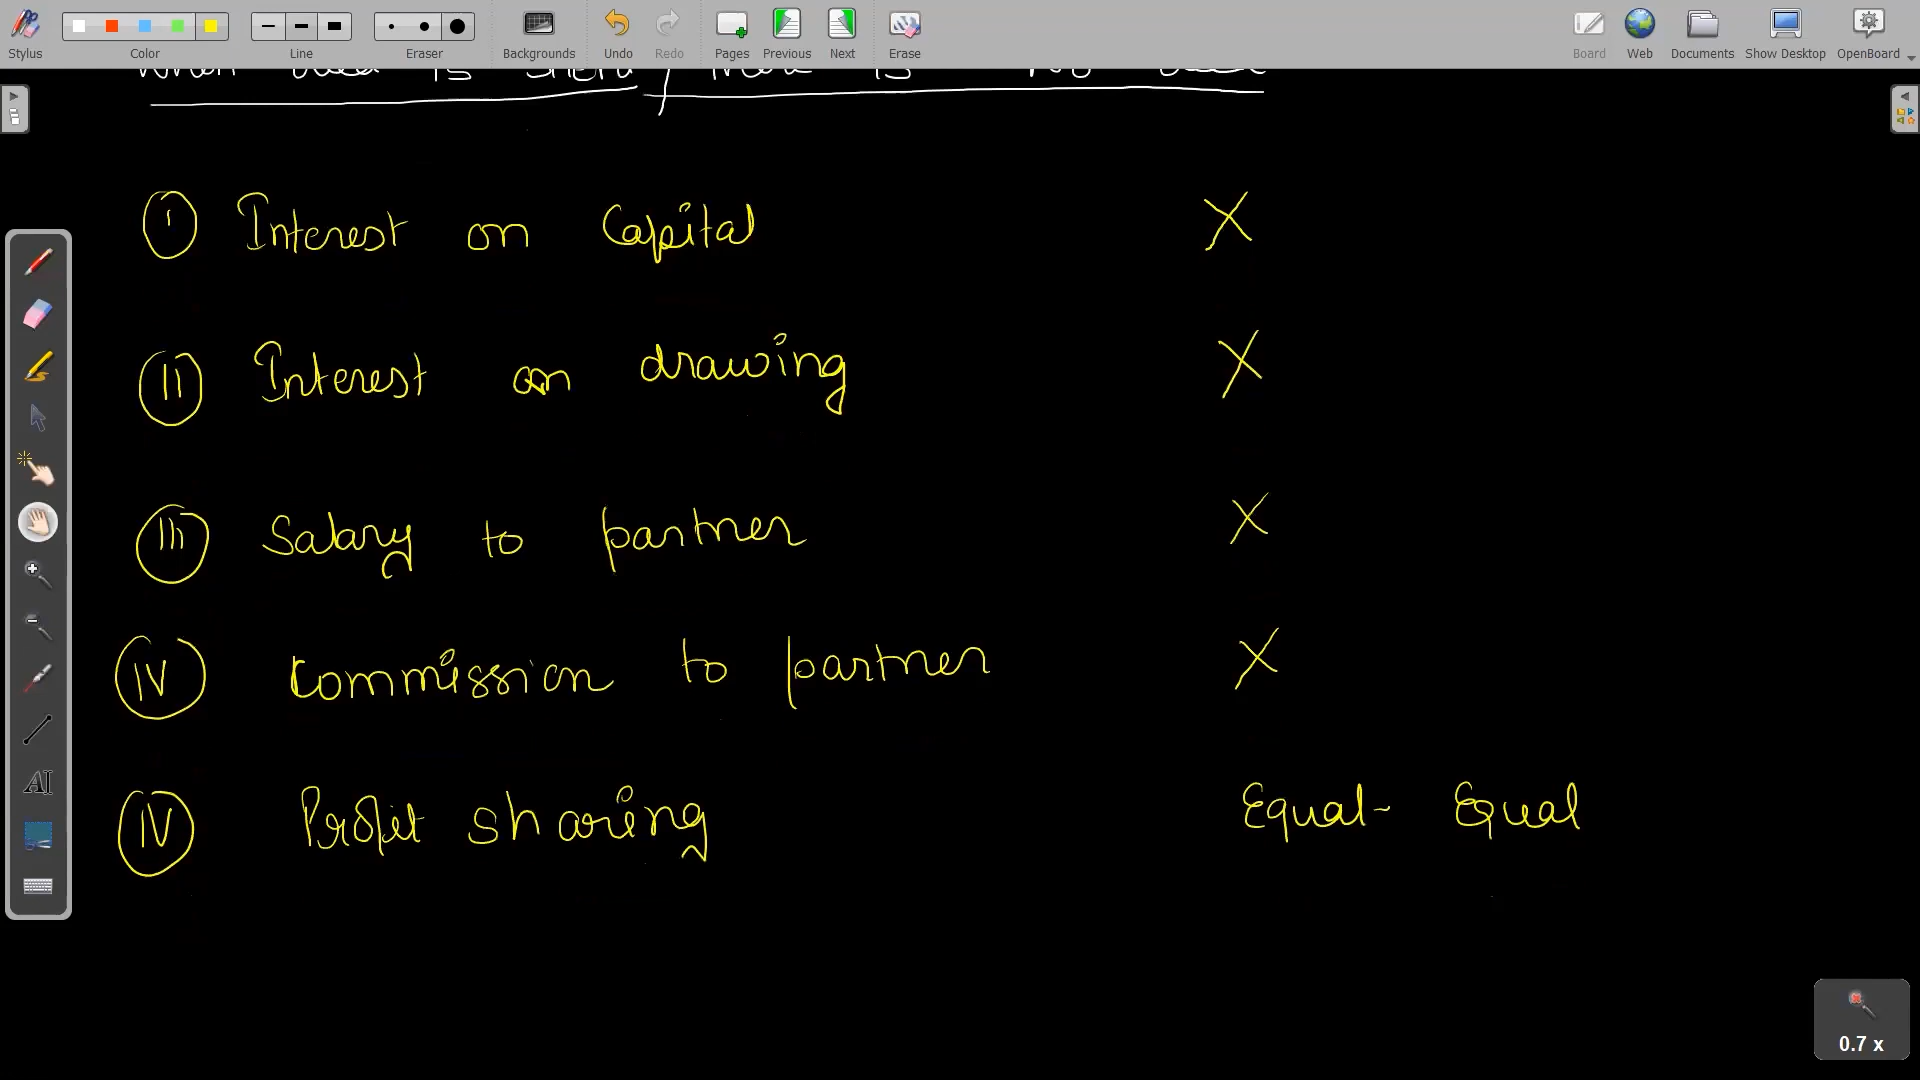 Stylus Color Line Eraser Backgrounds Undo Redo Pages Previous Next Erase Board Web Documents Show Desktop OpenBoard
is
I Interest on Capital X
II Interest on drawing X
III Salary to partner X
IV Commission to partner X
IV Profit sharing Equal - Equal
0.7 x